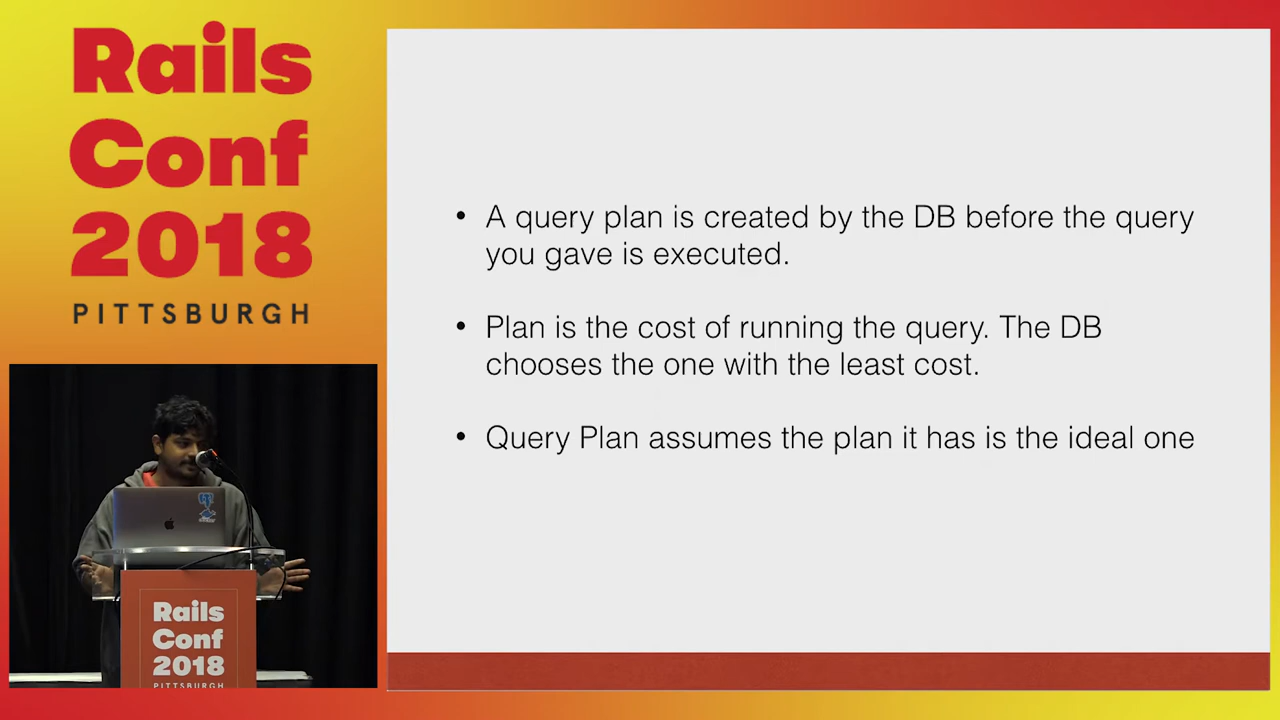 Rails
Conf
2018
PITTSBURGH
• A query plan is created by the DB before the query
you gave is executed.
• Plan is the cost of running the query. The DB
chooses the one with the least cost.
• Query Plan assumes the plan it has is the ideal one
Rails
Conf
2018
PITTSBURGH